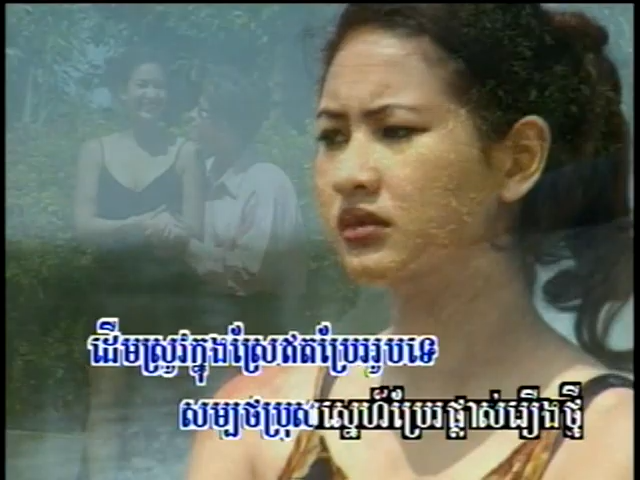 ដើមស្រូវក្នុងស្រែឥតប្រែរូបទេ
សម្បថប្រុសស្នេហ៍ប្រែរផ្លាស់រឿងថ្មី